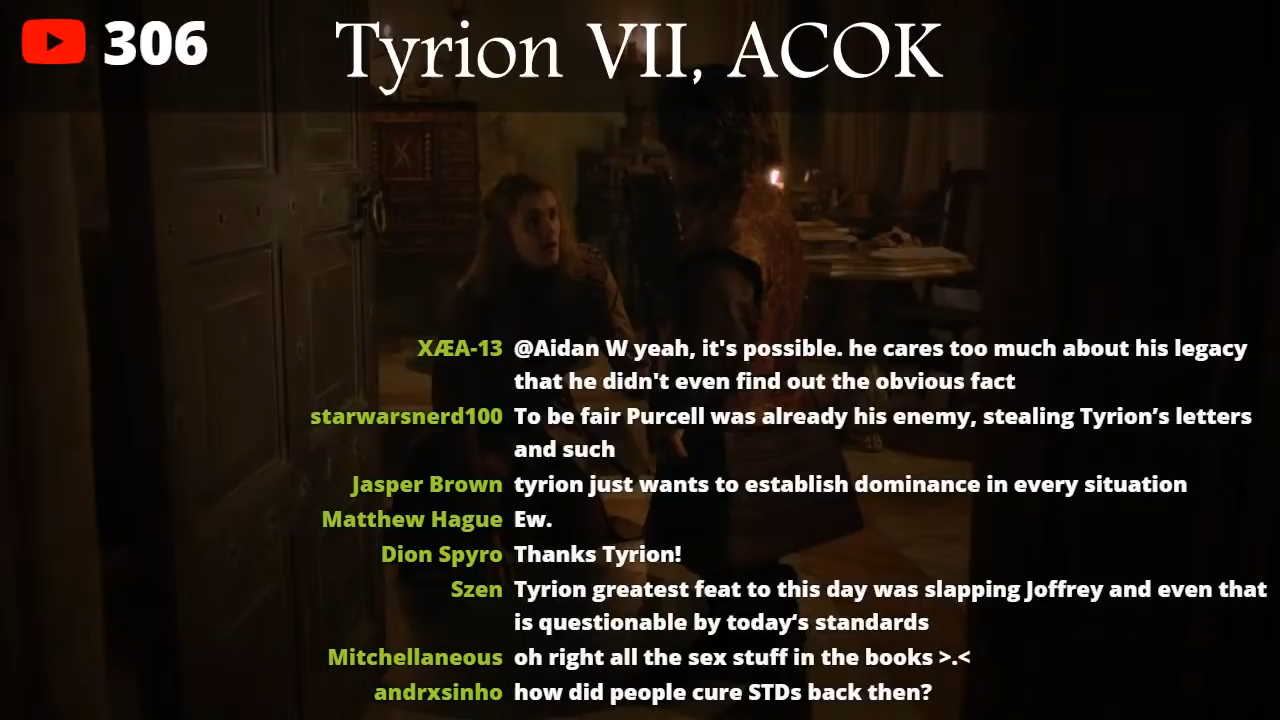 306
Tyrion VII, ACOK
XÆA-13 @Aidan W yeah, it's possible. he cares too much about his legacy
that he didn't even find out the obvious fact
starwarsnerd100 To be fair Purcell was already his enemy, stealing Tyrion’s letters
and such
Jasper Brown tyrion just wants to establish dominance in every situation
Matthew Hague Ew.
Dion Spyro Thanks Tyrion!
Szen Tyrion greatest feat to this day was slapping Joffrey and even that
is questionable by today‘s standards
Mitchellaneous oh right all the sex stuff in the books >.<
andrxsinho how did people cure STDs back then?